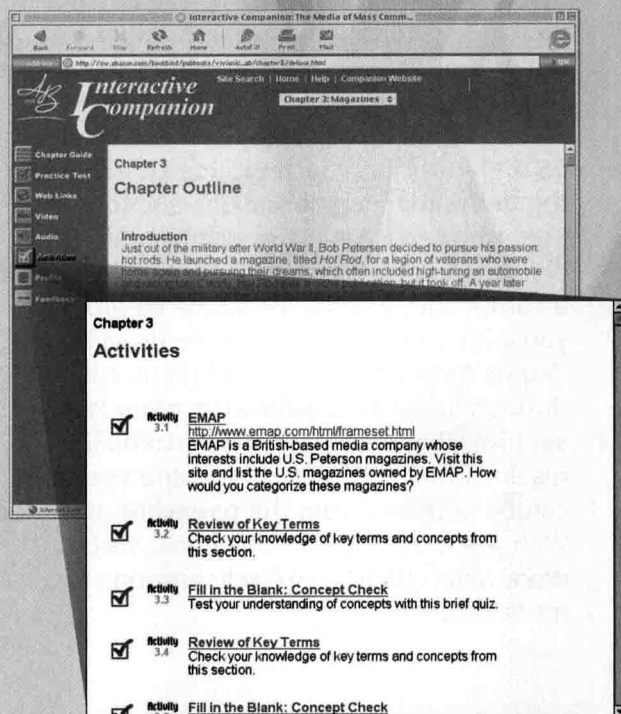 Interactive Companion: The Media of Mass Comm...
Back Forward Stop Refresh Home AutoFill Print Mail
Site Search | Home | Help | Companion Website
AB Interactive
Companion
Chapter 3: Magazines
Chapter Guide
Practice Test
Web Links
Video
Audio
Activities
Profile
Feedback
Chapter 3
Chapter Outline
Introduction
Just out of the military after World War II, Bob Petersen decided to pursue his passion:
hot rods. He launched a magazine, titled Hot Rod, for a legion of veterans who were
home again and pursuing their dreams, which often included high-tuning an automobile
but it took off. A year later
Chapter 3
Activities
Activity 3.1 EMAP
http://www.emap.com/html/frameset.html
EMAP is a British-based media company whose
interests include U.S. Peterson magazines. Visit this
site and list the U.S. magazines owned by EMAP. How
would you categorize these magazines?
Activity 3.2 Review of Key Terms
Check your knowledge of key terms and concepts from
this section.
Activity 3.3 Fill in the Blank: Concept Check
Test your understanding of concepts with this brief quiz.
Activity 3.4 Review of Key Terms
Check your knowledge of key terms and concepts from
this section.
Activity Fill in the Blank: Concept Check